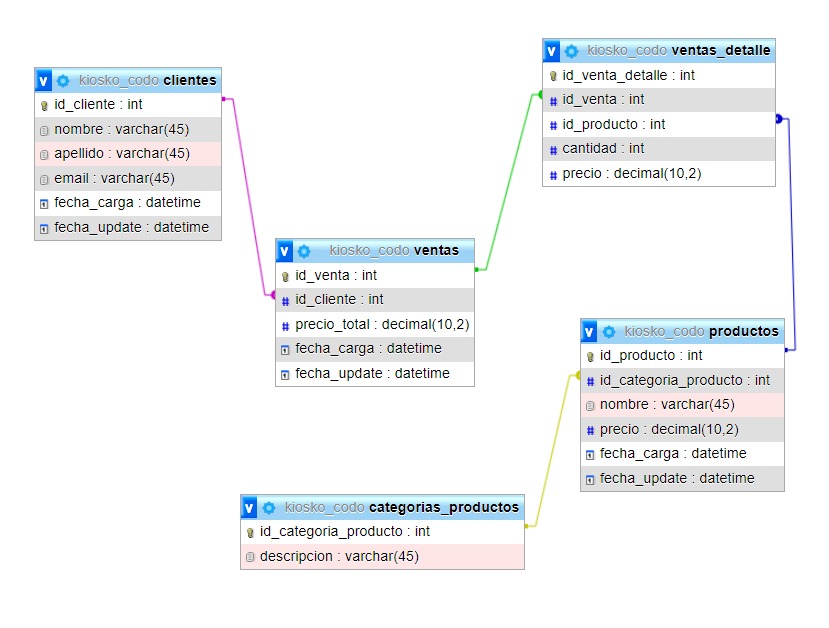 kiosko_codo clientes
id_cliente : int
nombre : varchar(45)
apellido : varchar(45)
email : varchar(45)
fecha_carga : datetime
fecha_update : datetime
kiosko_codo ventas_detalle
id_venta_detalle : int
id_venta : int
id_producto : int
cantidad : int
precio : decimal(10,2)
kiosko_codo ventas
id_venta : int
id_cliente : int
precio_total : decimal(10,2)
fecha_carga : datetime
fecha_update : datetime
kiosko_codo productos
id_producto : int
id_categoria_producto : int
nombre : varchar(45)
precio : decimal(10,2)
fecha_carga : datetime
fecha_update : datetime
kiosko_codo categorias_productos
id_categoria_producto : int
descripcion : varchar(45)